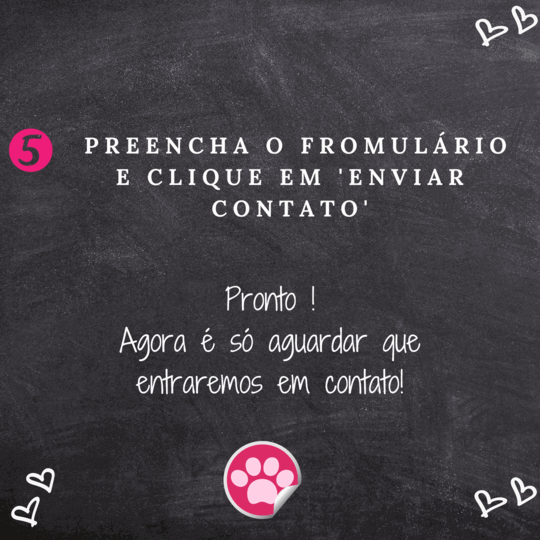 5
PREENCHA O FROMULÁRIO
E CLIQUE EM 'ENVIAR
CONTATO'
Pronto !
Agora é só aguardar que
entraremos em contato!